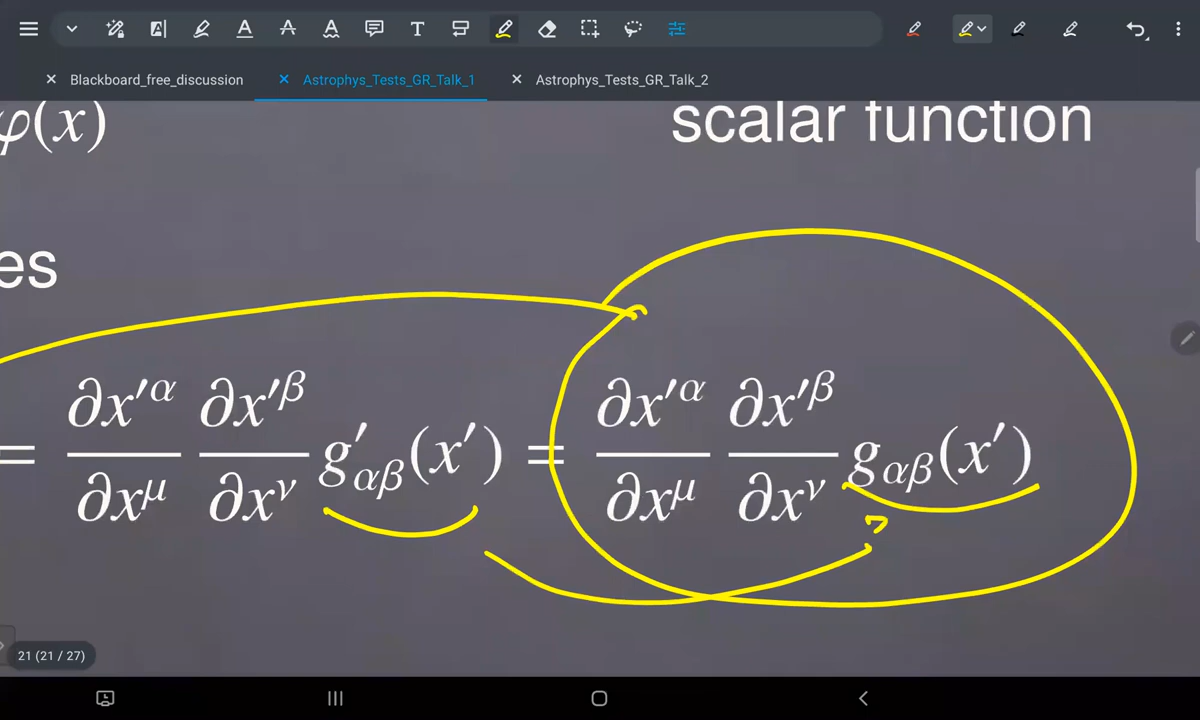 Blackboard_free_discussion Astrophys_Tests_GR_Talk_1 Astrophys_Tests_GR_Talk_2
φ(x) scalar function
es
= ∂x′^α/∂x^μ ∂x′^β/∂x^ν g′_αβ(x′) = ∂x′^α/∂x^μ ∂x′^β/∂x^ν g_αβ(x′)
21 (21 / 27)